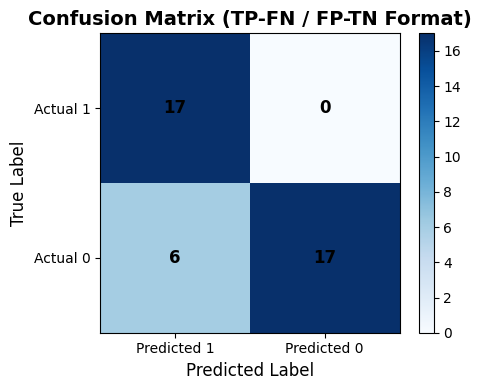 Confusion Matrix (TP-FN / FP-TN Format)
True Label
Actual 1
17
0
Actual 0
6
17
Predicted 1
Predicted 0
Predicted Label
16
14
12
10
8
6
4
2
0